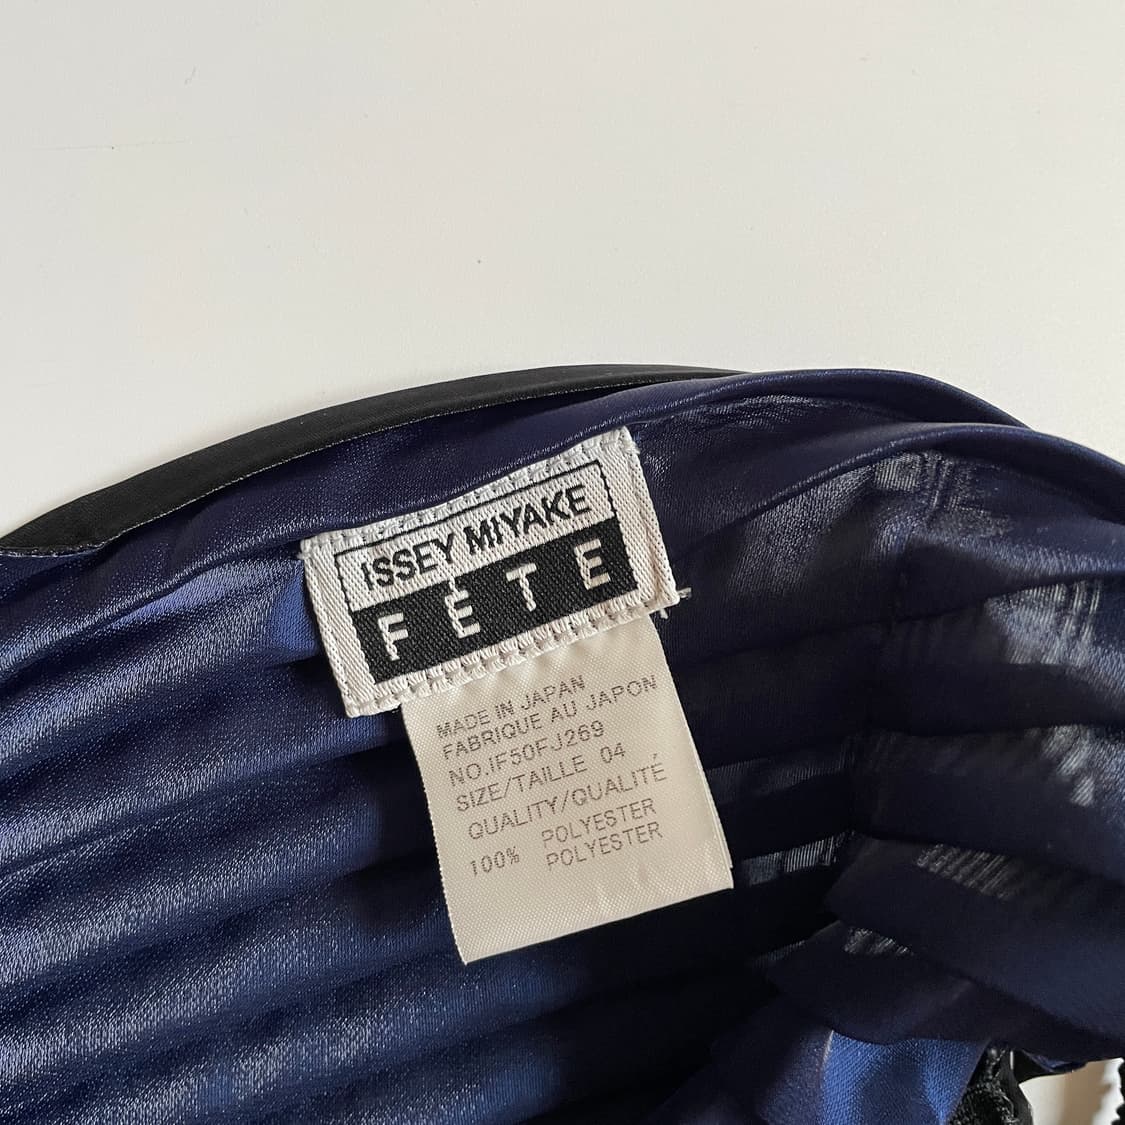 ISSEY MIYAKE
FÊTE
MADE IN JAPAN
FABRIQUE AU JAPON
NO.IF50FJ269
SIZE/TAILLE 04
QUALITY/QUALITÉ
100% POLYESTER
POLYESTER